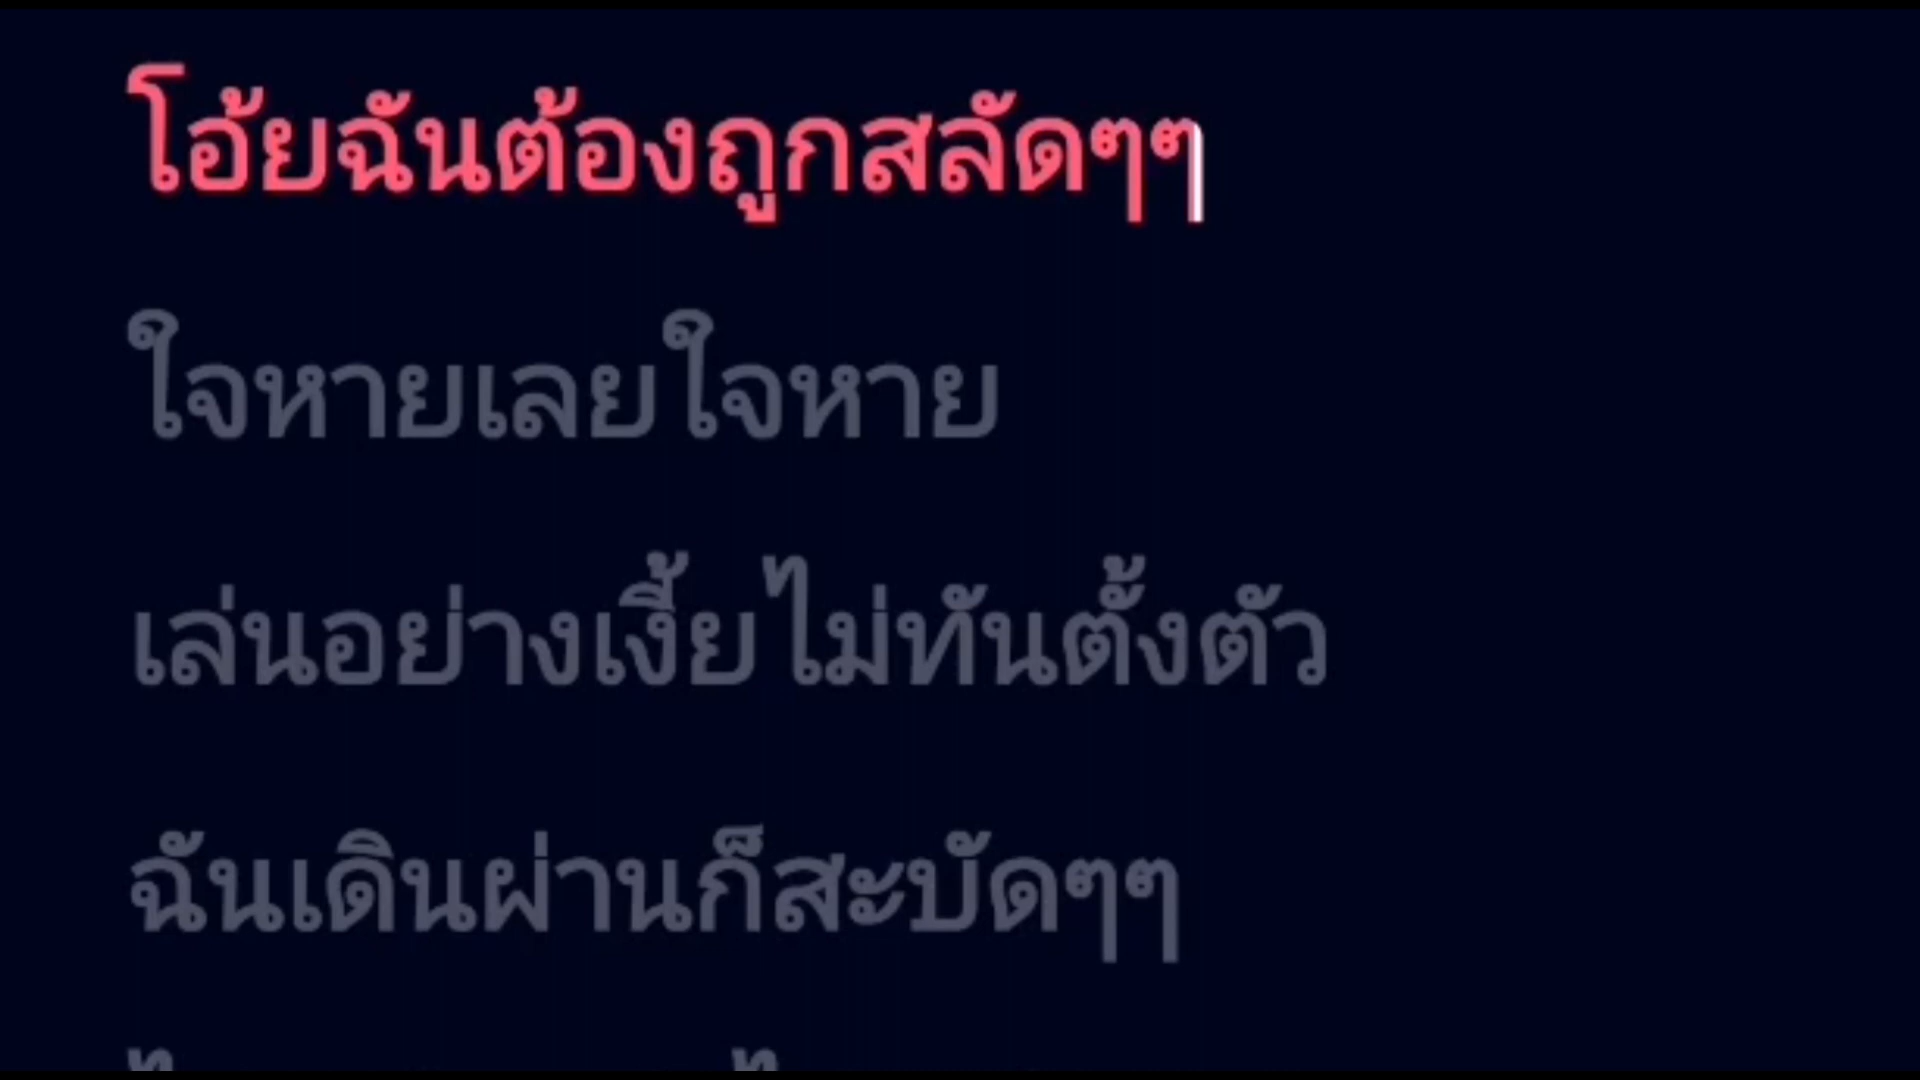 โอ้ยฉันต้องถูกสลัดๆๆ
ใจหายเลยใจหาย
เล่นอย่างเงี้ยไม่ทันตั้งตัว
ฉันเดินผ่านก็สะบัดๆๆ